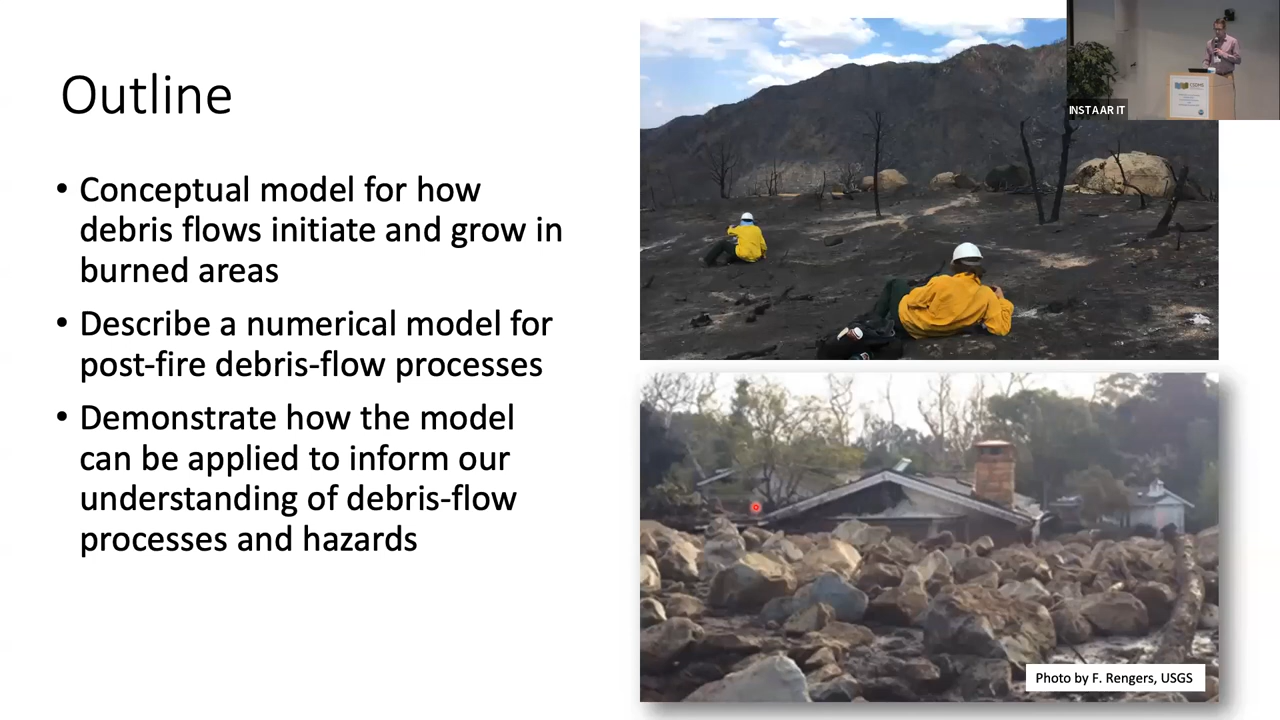 Outline
• Conceptual model for how
debris flows initiate and grow in
burned areas
• Describe a numerical model for
post-fire debris-flow processes
• Demonstrate how the model
can be applied to inform our
understanding of debris-flow
processes and hazards
INSTAAR IT
Photo by F. Rengers, USGS